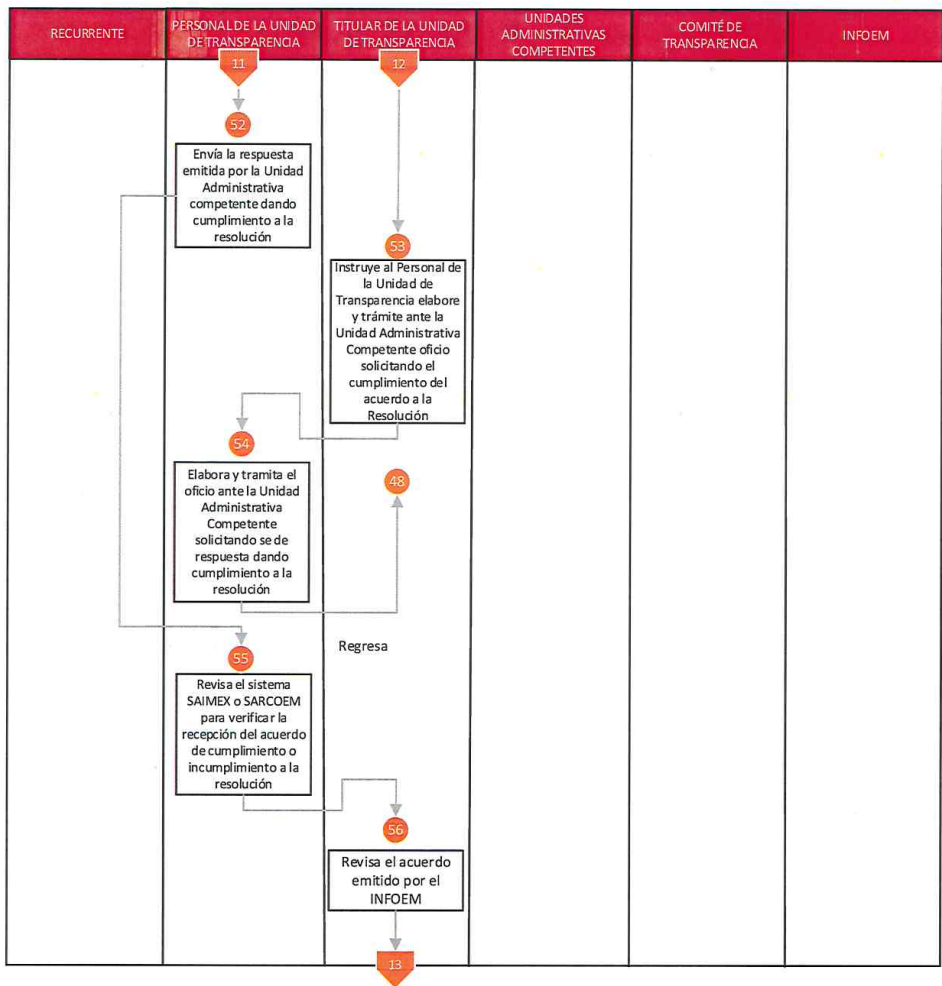 RECURRENTE
PERSONAL DE LA UNIDAD
DE TRANSPARENCIA
TITULAR DE LA UNIDAD
DE TRANSPARENCIA
UNIDADES
ADMINISTRATIVAS
COMPETENTES
COMITÉ DE
TRANSPARENCIA
INFOEM
11
12
52
Envía la respuesta
emitida por la Unidad
Administrativa
competente dando
cumplimiento a la
resolución
53
Instruye al Personal de
la Unidad de
Transparencia elabore
y trámite ante la
Unidad Administrativa
Competente oficio
solicitando el
cumplimiento del
acuerdo a la
Resolución
54
Elabora y tramita el
oficio ante la Unidad
Administrativa
Competente
solicitando se de
respuesta dando
cumplimiento a la
resolución
48
Regresa
55
Revisa el sistema
SAIMEX o SARCOEM
para verificar la
recepción del acuerdo
de cumplimiento o
incumplimiento a la
resolución
56
Revisa el acuerdo
emitido por el
INFOEM
13